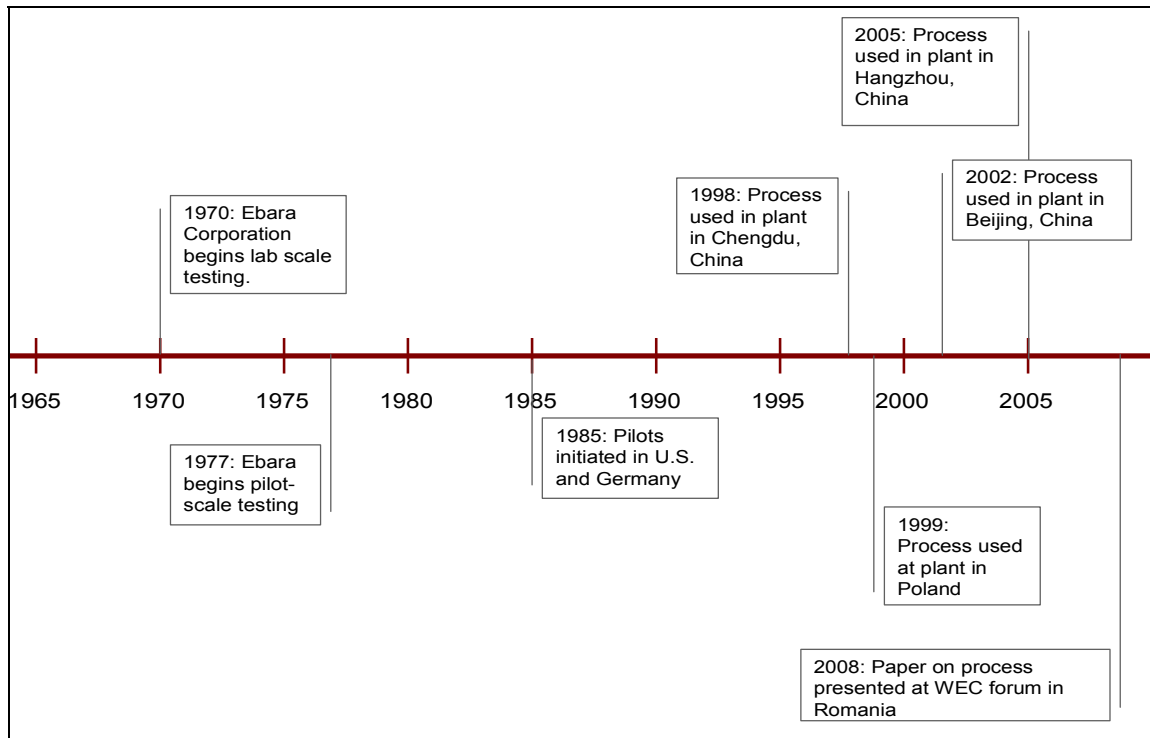 2005: Process
used in plant in
Hangzhou,
China
2002: Process
used in plant in
Beijing, China
1998: Process
used in plant
in Chengdu,
China
1970: Ebara
Corporation
begins lab scale
testing.
1965 1970 1975 1980 1985 1990 1995 2000 2005
1977: Ebara
begins pilot-
scale testing
1985: Pilots
initiated in U.S.
and Germany
1999:
Process used
at plant in
Poland
2008: Paper on process
presented at WEC forum in
Romania